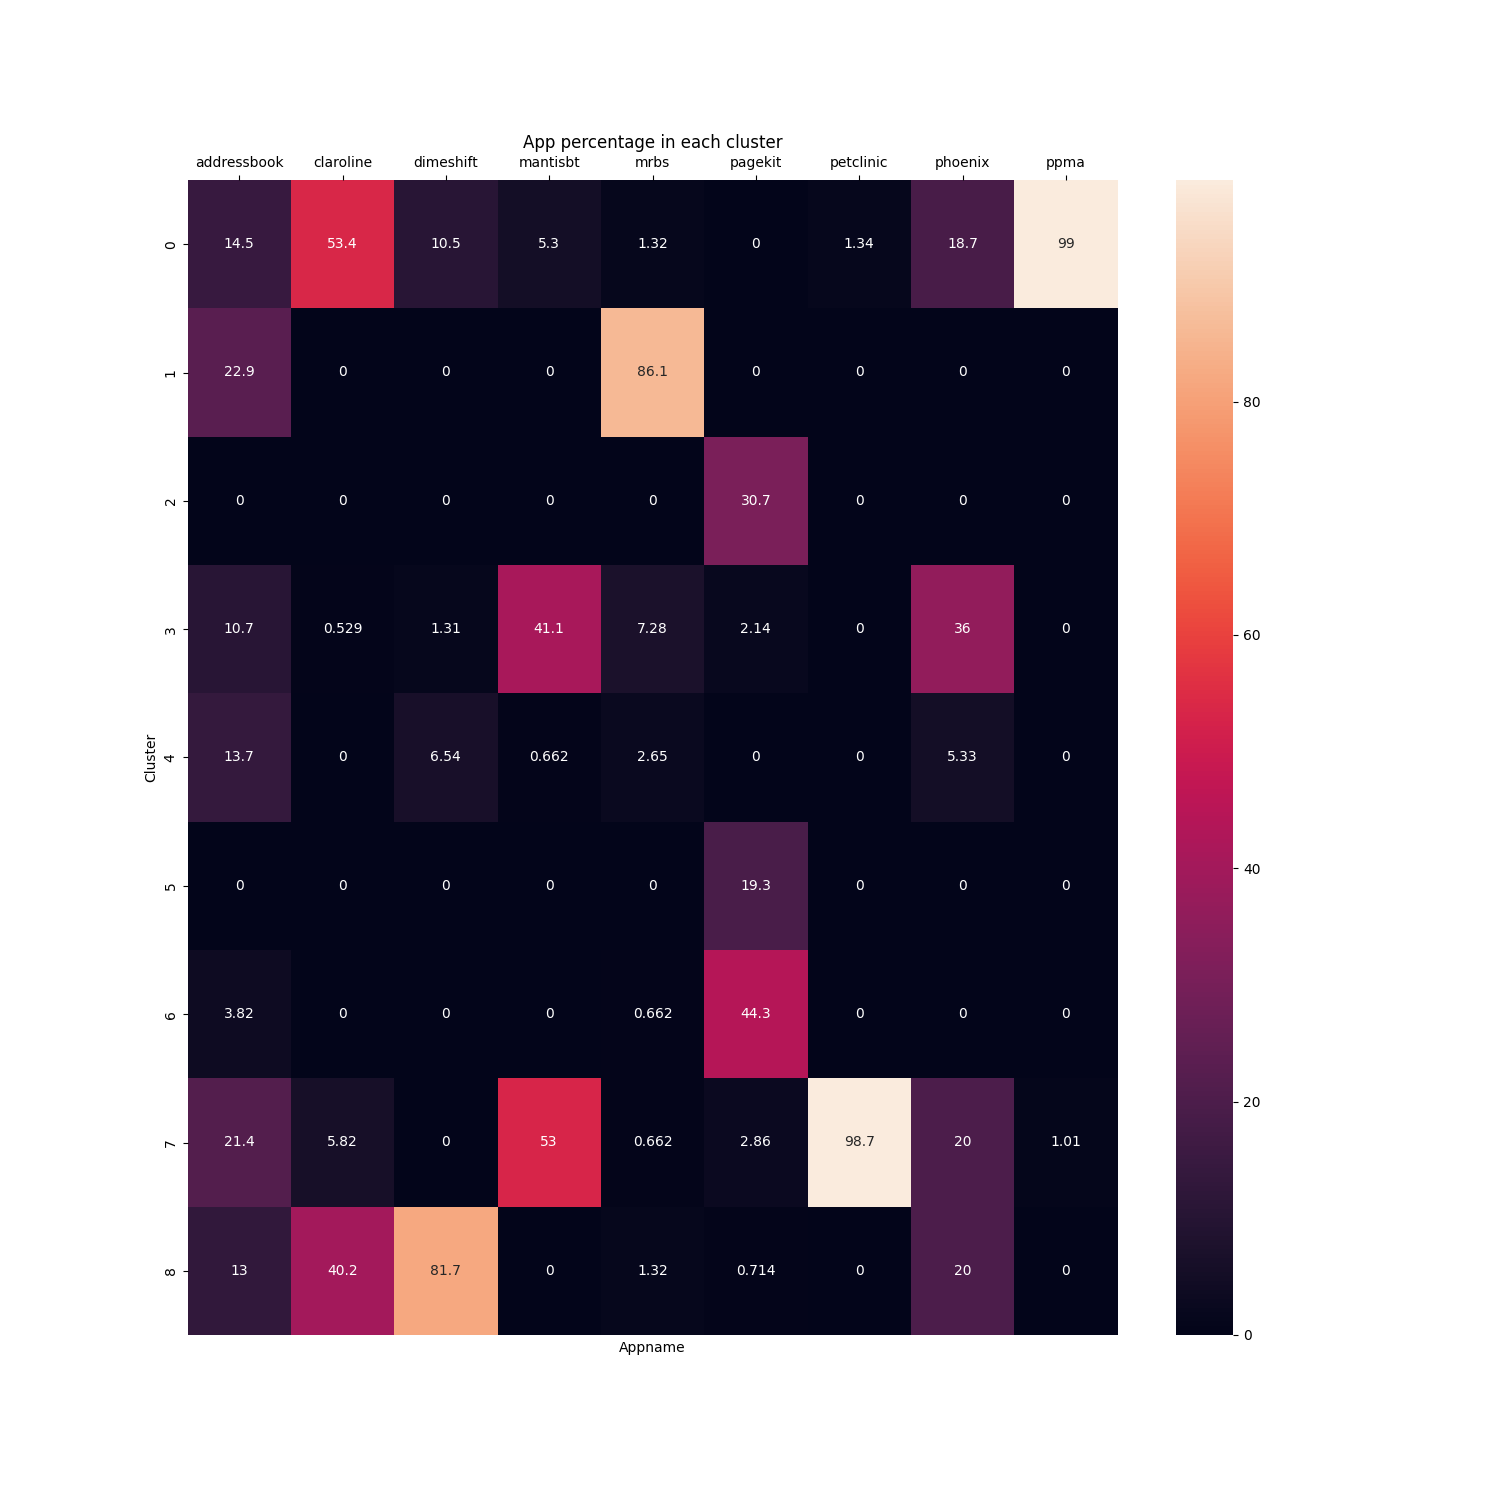 App percentage in each cluster
addressbook claroline dimeshift mantisbt mrbs pagekit petclinic phoenix ppma
0 14.5 53.4 10.5 5.3 1.32 0 1.34 18.7 99
1 22.9 0 0 0 86.1 0 0 0 0
80
2 0 0 0 0 0 30.7 0 0 0
3 10.7 0.529 1.31 41.1 7.28 2.14 0 36 0
60
Cluster
4 13.7 0 6.54 0.662 2.65 0 0 5.33 0
5 0 0 0 0 0 19.3 0 0 0
40
6 3.82 0 0 0 0.662 44.3 0 0 0
20
7 21.4 5.82 0 53 0.662 2.86 98.7 20 1.01
8 13 40.2 81.7 0 1.32 0.714 0 20 0
0
Appname